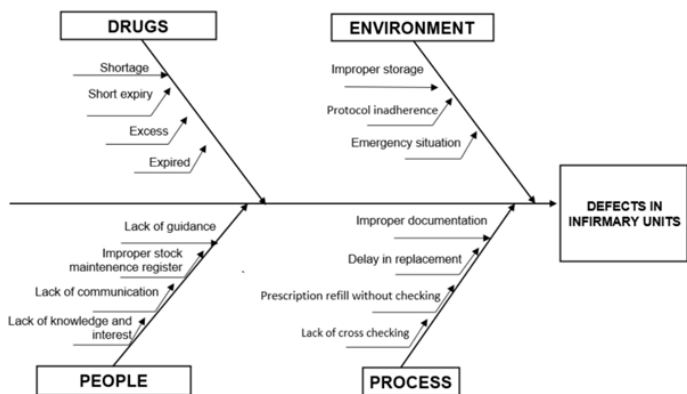 DRUGS
ENVIRONMENT
Shortage
Short expiry
Excess
Expired
Improper storage
Protocol inadherence
Emergency situation
DEFECTS IN
INFIRMARY UNITS
Lack of guidance
Improper stock
maintenence register
Lack of communication
Lack of knowledge and
interest
Improper documentation
Delay in replacement
Prescription refill without checking
Lack of cross checking
PEOPLE
PROCESS